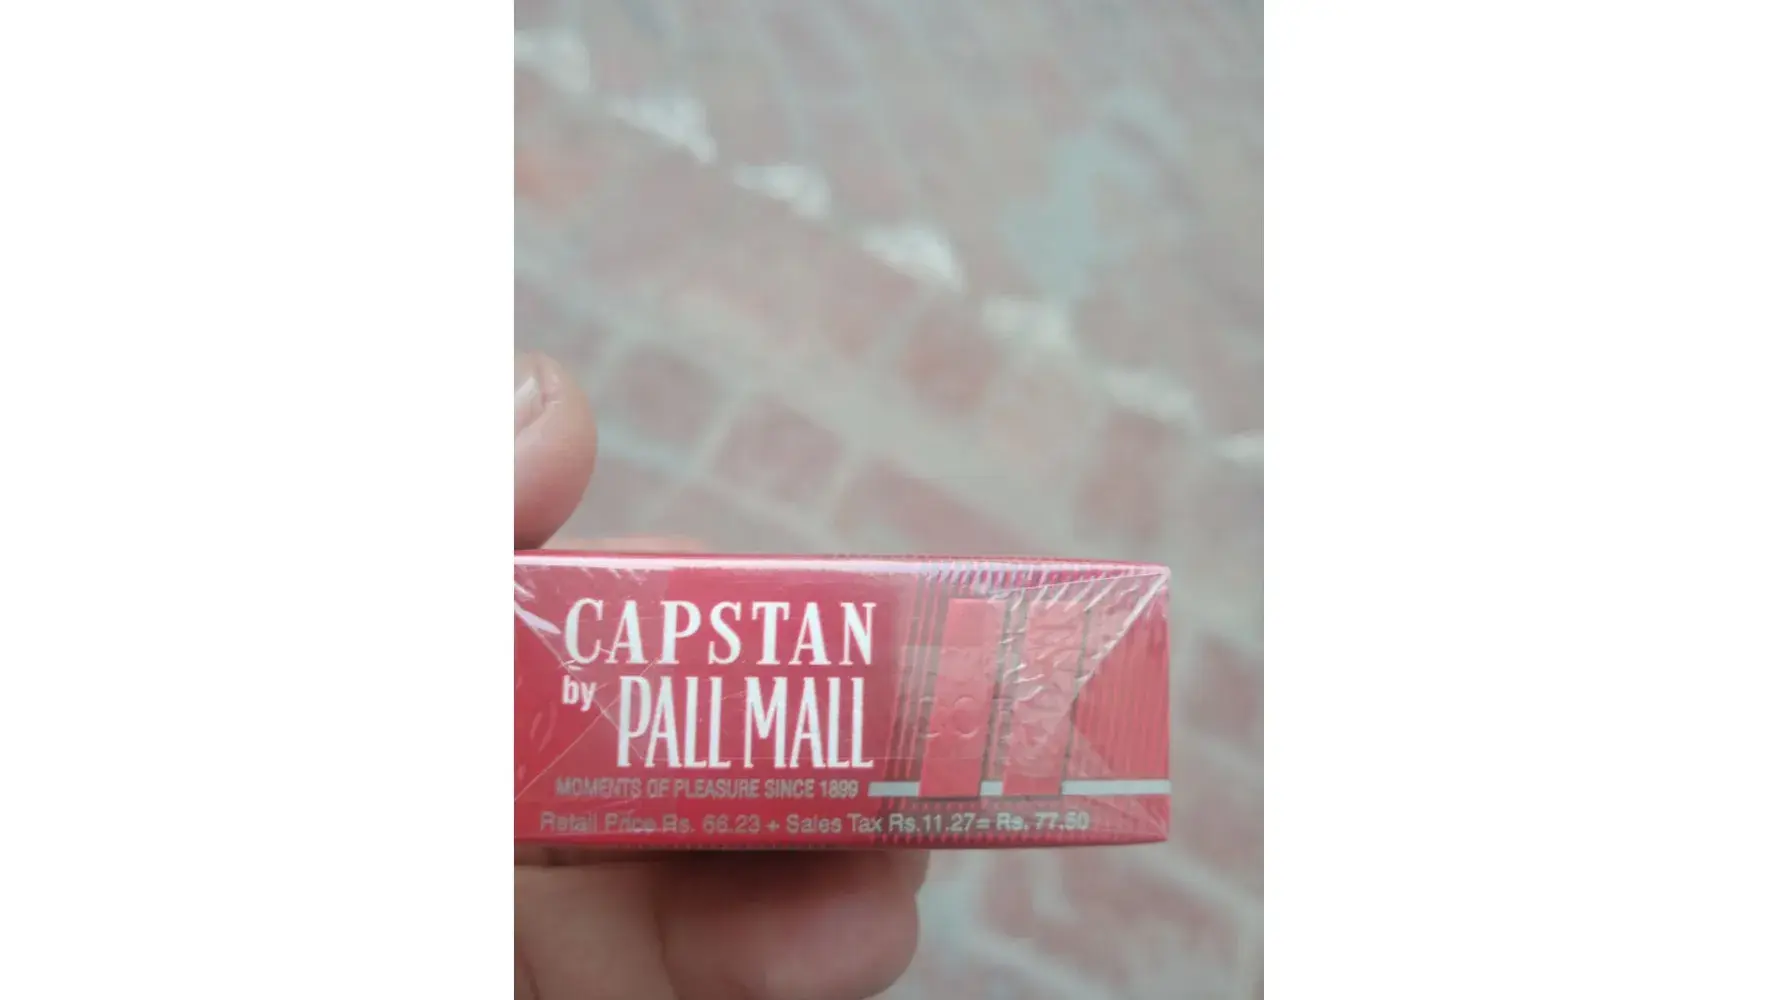 CAPSTAN
by PALL MALL
MOMENTS OF PLEASURE SINCE 1899
Retail Price Rs. 66.23 + Sales Tax Rs.11.27= Rs. 77.50